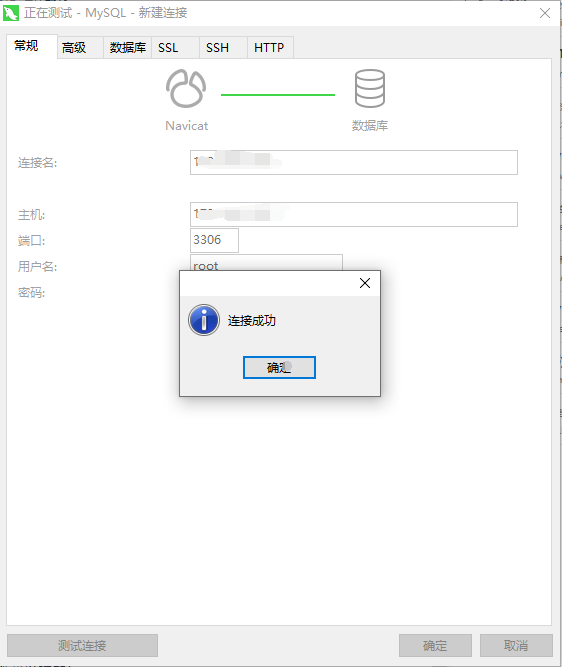 正在测试 - MySQL - 新建连接
常规 高级 数据库 SSL SSH HTTP
Navicat 数据库
连接名:
主机:
端口: 3306
用户名: root
密码:
连接成功
确定
测试连接 确定 取消